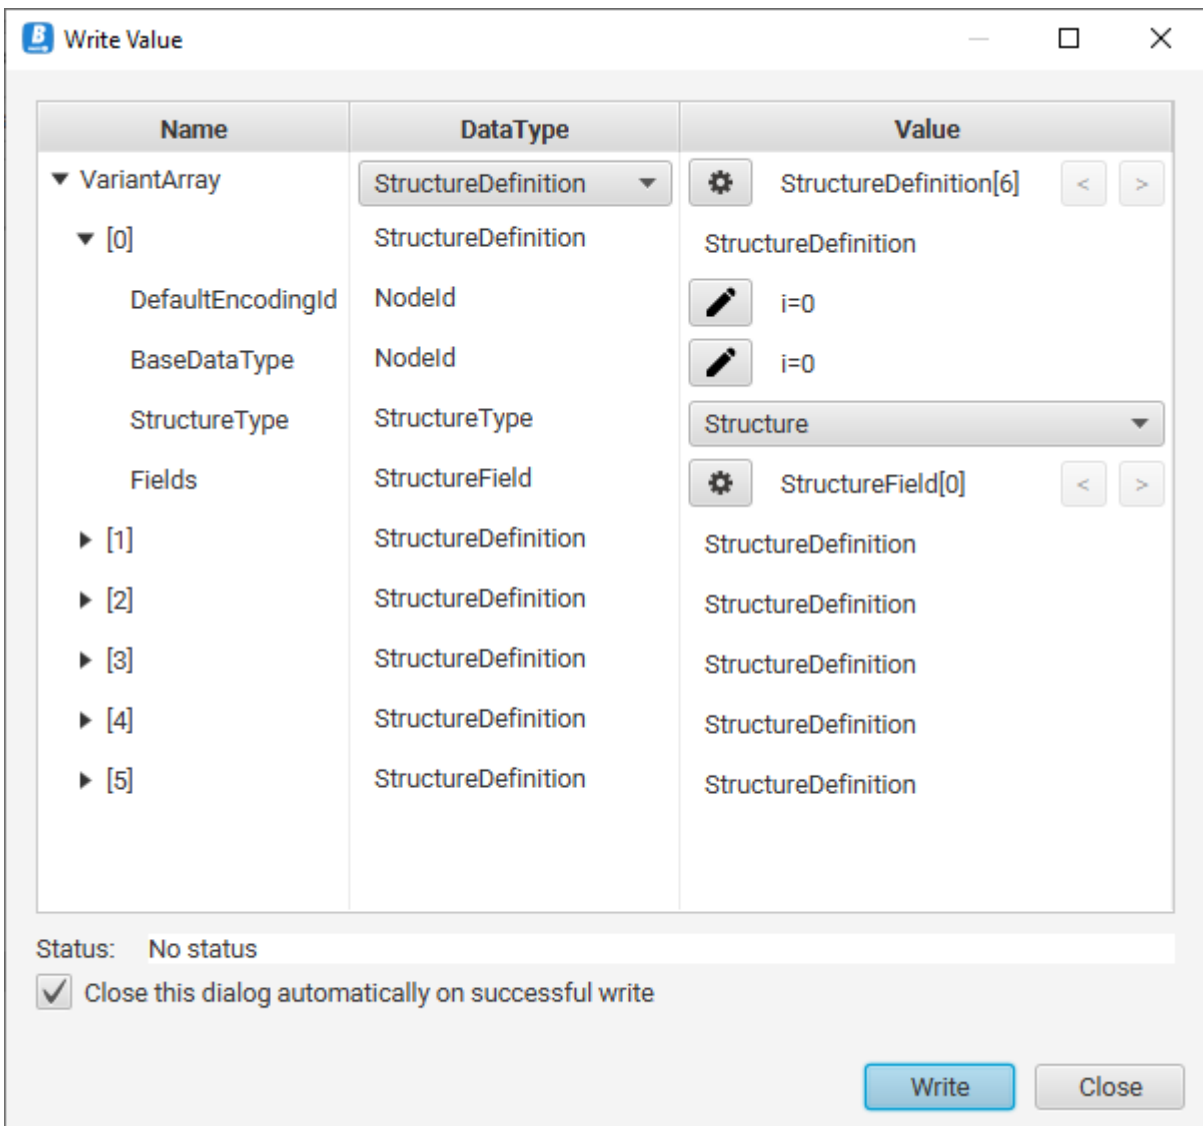 Write Value
Name DataType Value
VariantArray StructureDefinition StructureDefinition[6] < >
[0] StructureDefinition StructureDefinition
DefaultEncodingId NodeId i=0
BaseDataType NodeId i=0
StructureType StructureType Structure
Fields StructureField StructureField[0] < >
[1] StructureDefinition StructureDefinition
[2] StructureDefinition StructureDefinition
[3] StructureDefinition StructureDefinition
[4] StructureDefinition StructureDefinition
[5] StructureDefinition StructureDefinition
Status: No status
Close this dialog automatically on successful write
Write Close